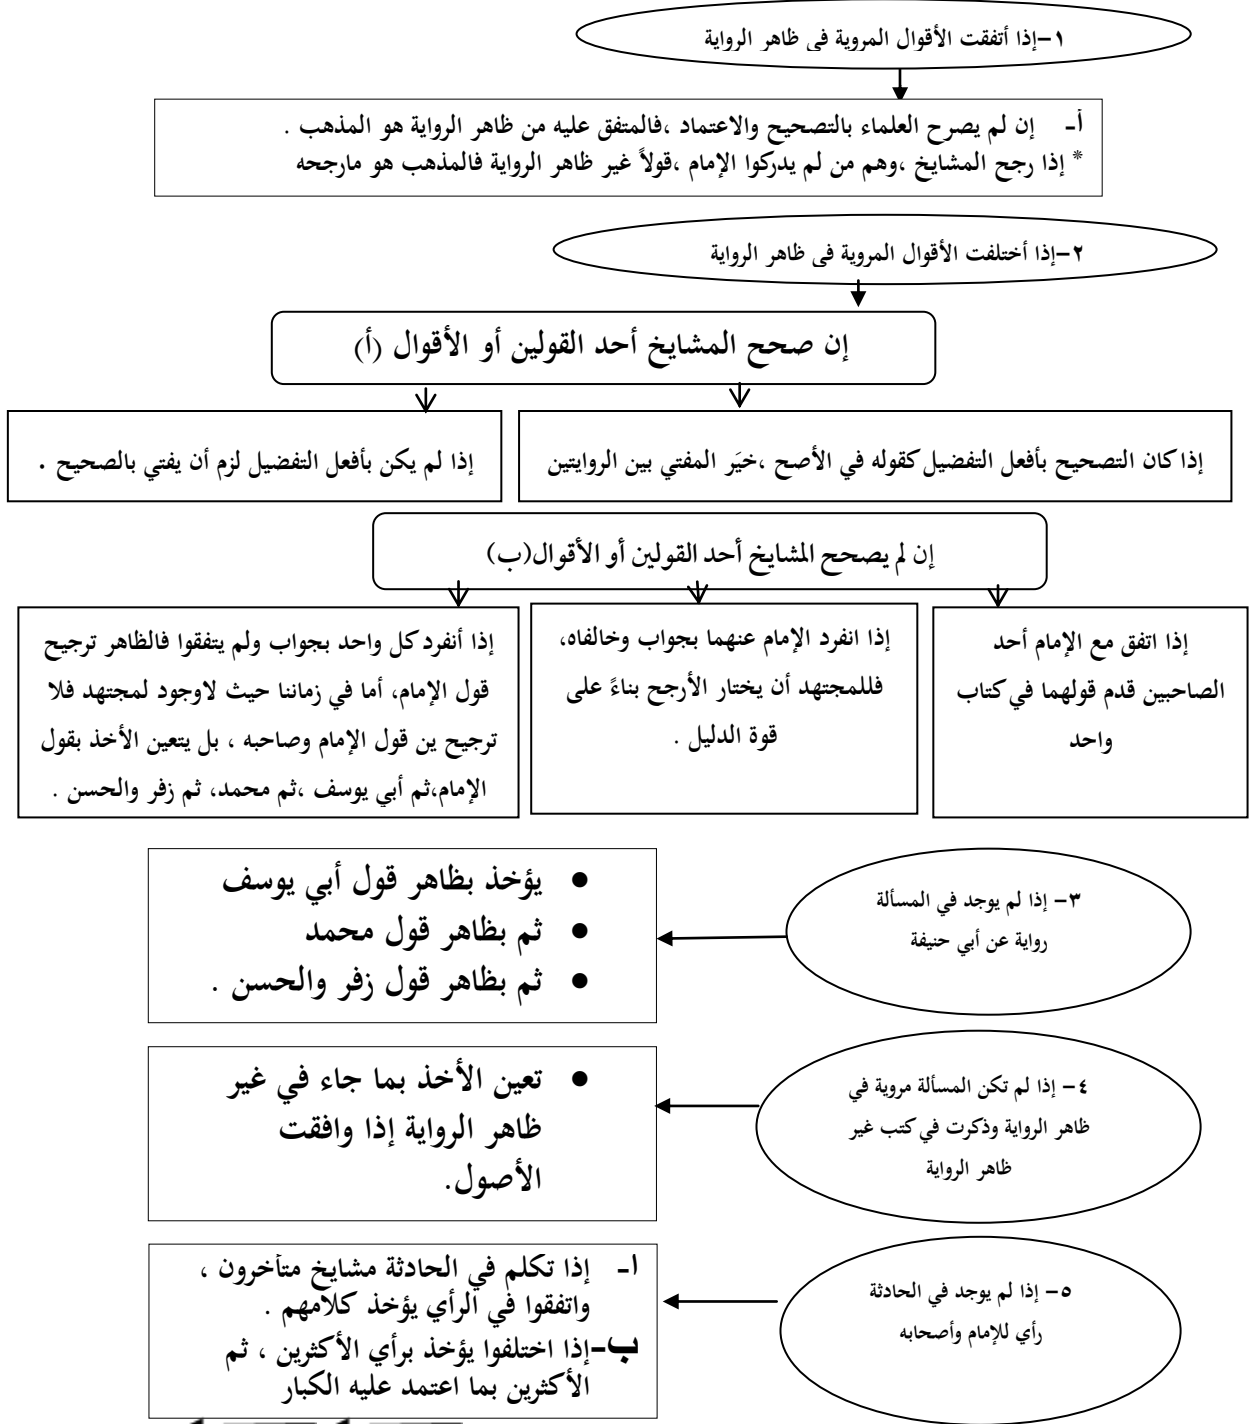 ١-إذا أتفقت الأقوال المروية في ظاهر الرواية
أ- إن لم يصرح العلماء بالتصحيح والاعتماد ،فالمتفق عليه من ظاهر الرواية هو المذهب .
* إذا رجح المشايخ ،وهم من لم يدركوا الإمام ،قولاً غير ظاهر الرواية فالمذهب هو مارجحه
٢-إذا أختلفت الأقوال المروية في ظاهر الرواية
إن صحح المشايخ أحد القولين أو الأقوال (أ)
إذا كان التصحيح بأفعل التفضيل كقوله في الأصح ،خيَر المفتي بين الروايتين
إذا لم يكن بأفعل التفضيل لزم أن يفتي بالصحيح .
إن لم يصحح المشايخ أحد القولين أو الأقوال(ب)
إذا اتفق مع الإمام أحد
الصاحبين قدم قولهما في كتاب
واحد
إذا انفرد الإمام عنهما بجواب وخالفاه،
فللمجتهد أن يختار الأرجح بناءً على
قوة الدليل .
إذا أنفرد كل واحد بجواب ولم يتفقوا فالظاهر ترجيح
قول الإمام، أما في زماننا حيث لاوجود لمجتهد فلا
ترجيح ين قول الإمام وصاحبه ، بل يتعين الأخذ بقول
الإمام،ثم أبي يوسف ،ثم محمد، ثم زفر والحسن .
٣- إذا لم يوجد في المسألة
رواية عن أبي حنيفة
• يؤخذ بظاهر قول أبي يوسف
• ثم بظاهر قول محمد
• ثم بظاهر قول زفر والحسن .
٤- إذا لم تكن المسألة مروية في
ظاهر الرواية وذكرت في كتب غير
ظاهر الرواية
• تعين الأخذ بما جاء في غير
ظاهر الرواية إذا وافقت
الأصول.
٥- إذا لم يوجد في الحادثة
رأي للإمام وأصحابه
ا- إذا تكلم في الحادثة مشايخ متأخرون ،
واتفقوا في الرأي يؤخذ كلامهم .
ب-إذا اختلفوا يؤخذ برأي الأكثرين ، ثم
الأكثرين بما اعتمد عليه الكبار